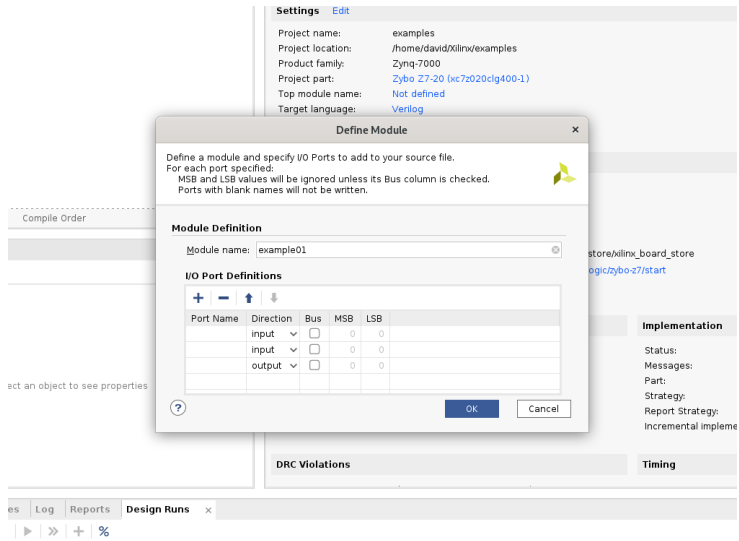 Settings Edit
Project name: examples
Project location: /home/david/Xilinx/examples
Product family: Zynq-7000
Project part: Zybo Z7-20 (xc7z020clg400-1)
Top module name: Not defined
Target language: Verilog
Define Module
Define a module and specify I/O Ports to add to your source file.
For each port specified:
MSB and LSB values will be ignored unless its Bus column is checked.
Ports with blank names will not be written.
Module Definition
Module name: example01
I/O Port Definitions
Port Name Direction Bus MSB LSB
input 0 0
input 0 0
output 0 0
? OK Cancel
Compile Order
ect an object to see properties
store/xilinx_board_store
ogic/zybo-z7/start
Implementation
Status:
Messages:
Part:
Strategy:
Report Strategy:
Incremental impleme
DRC Violations
Timing
es Log Reports Design Runs